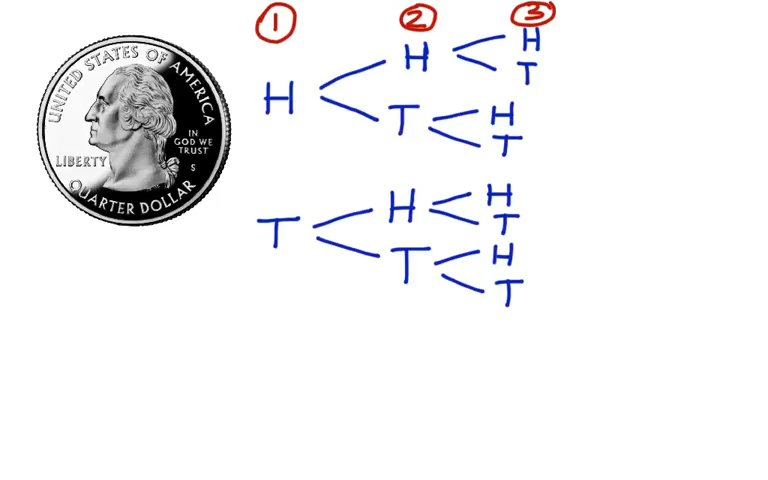 ① ② ③
UNITED STATES OF AMERICA
LIBERTY
IN
GOD WE
TRUST
S
QUARTER DOLLAR
H
H
H
T
T
H
T
T
H
H
T
T
H
T